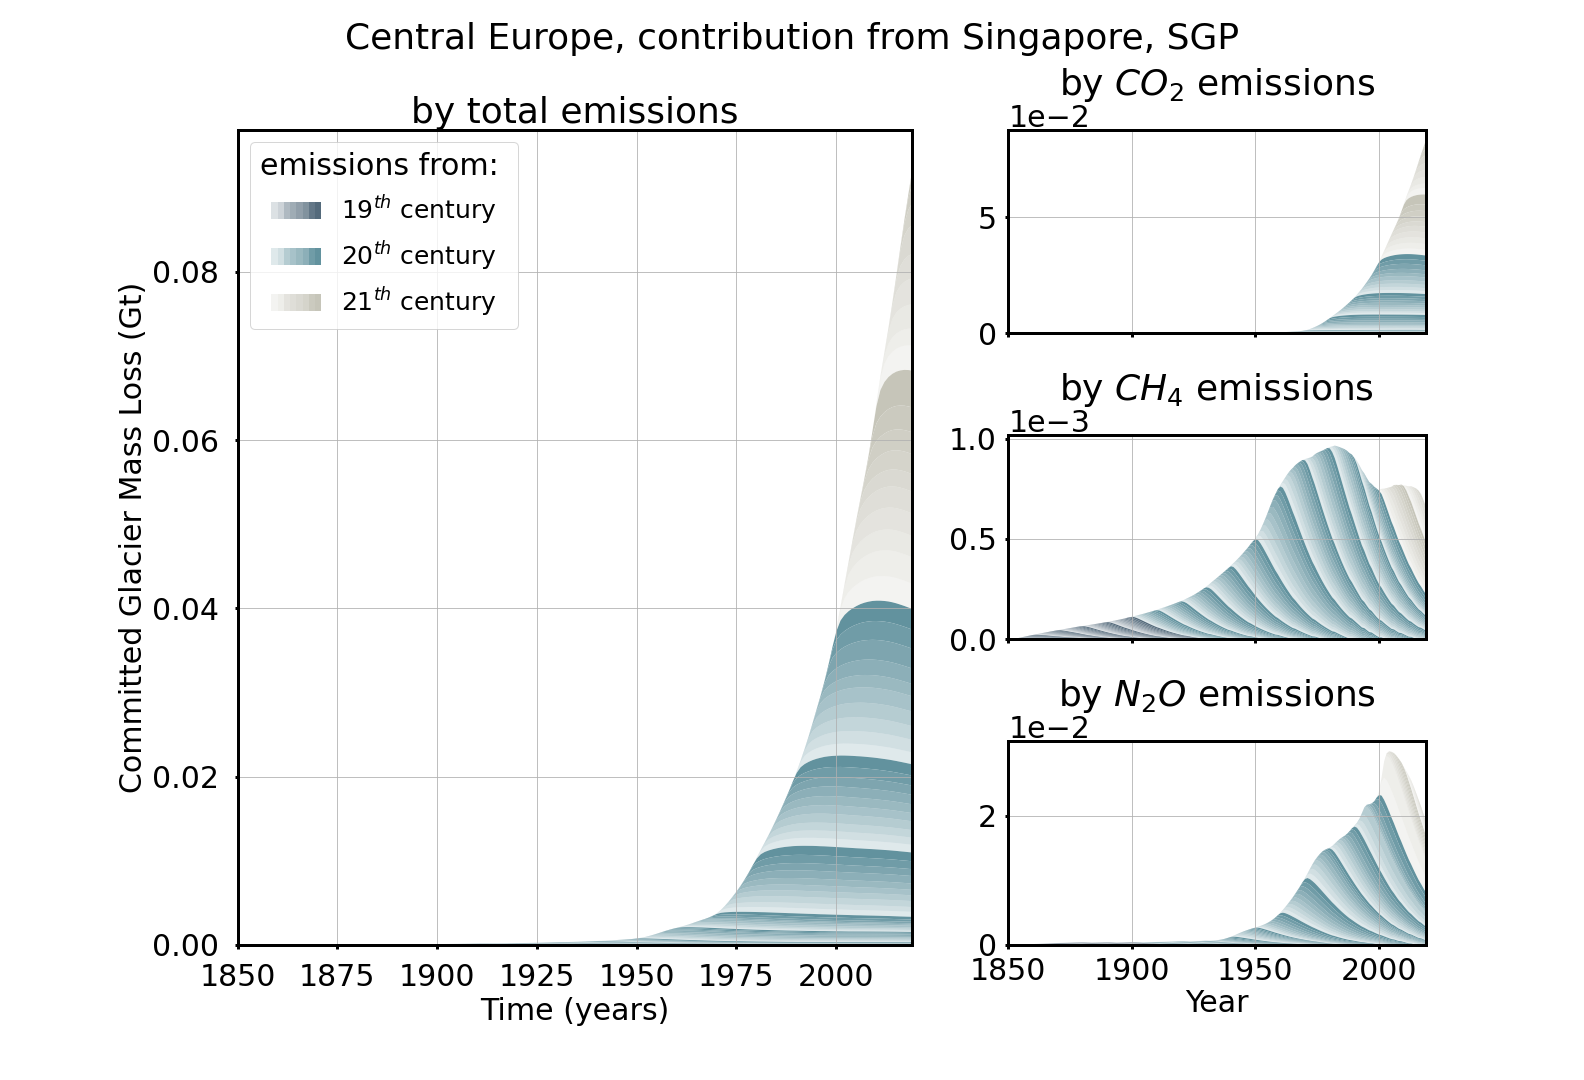 Central Europe, contribution from Singapore, SGP
by total emissions
emissions from:
19th century
20th century
21th century
Committed Glacier Mass Loss (Gt)
0.08
0.06
0.04
0.02
0.00
1850 1875 1900 1925 1950 1975 2000
Time (years)
by CO2 emissions
1e−2
5
0
by CH4 emissions
1e−3
1.0
0.5
0.0
by N2O emissions
1e−2
2
0
1850 1900 1950 2000
Year